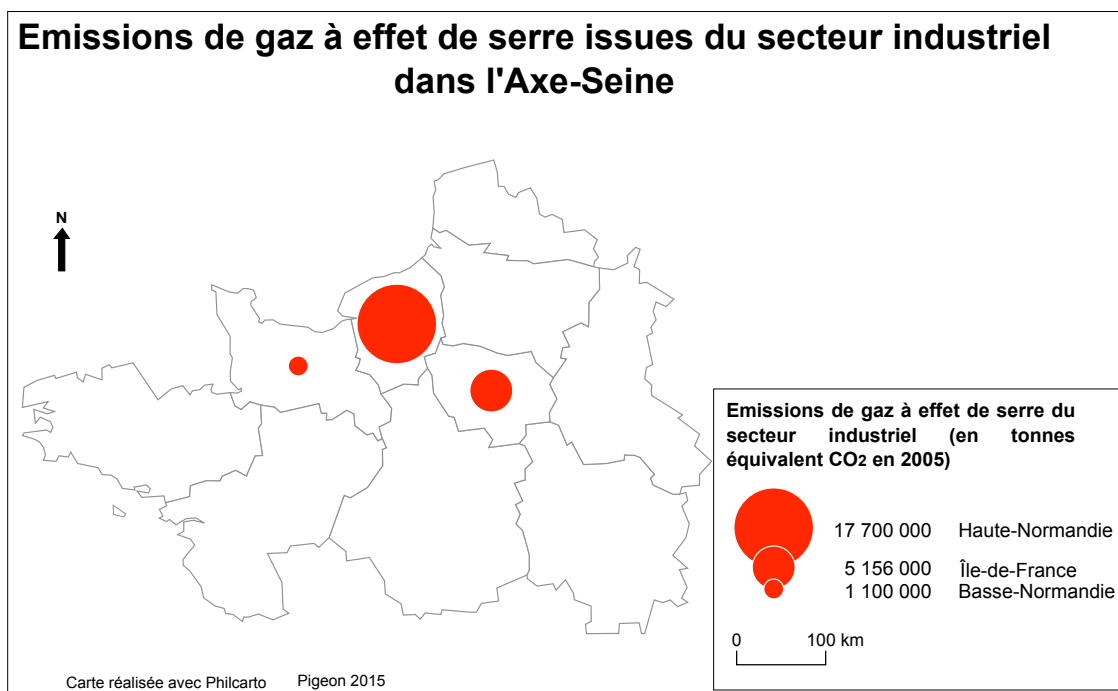 Emissions de gaz à effet de serre issues du secteur industriel
dans l'Axe-Seine
N
Emissions de gaz à effet de serre du
secteur industriel (en tonnes
équivalent CO2 en 2005)
17 700 000 Haute-Normandie
5 156 000 Île-de-France
1 100 000 Basse-Normandie
0 100 km
Carte réalisée avec Philcarto Pigeon 2015